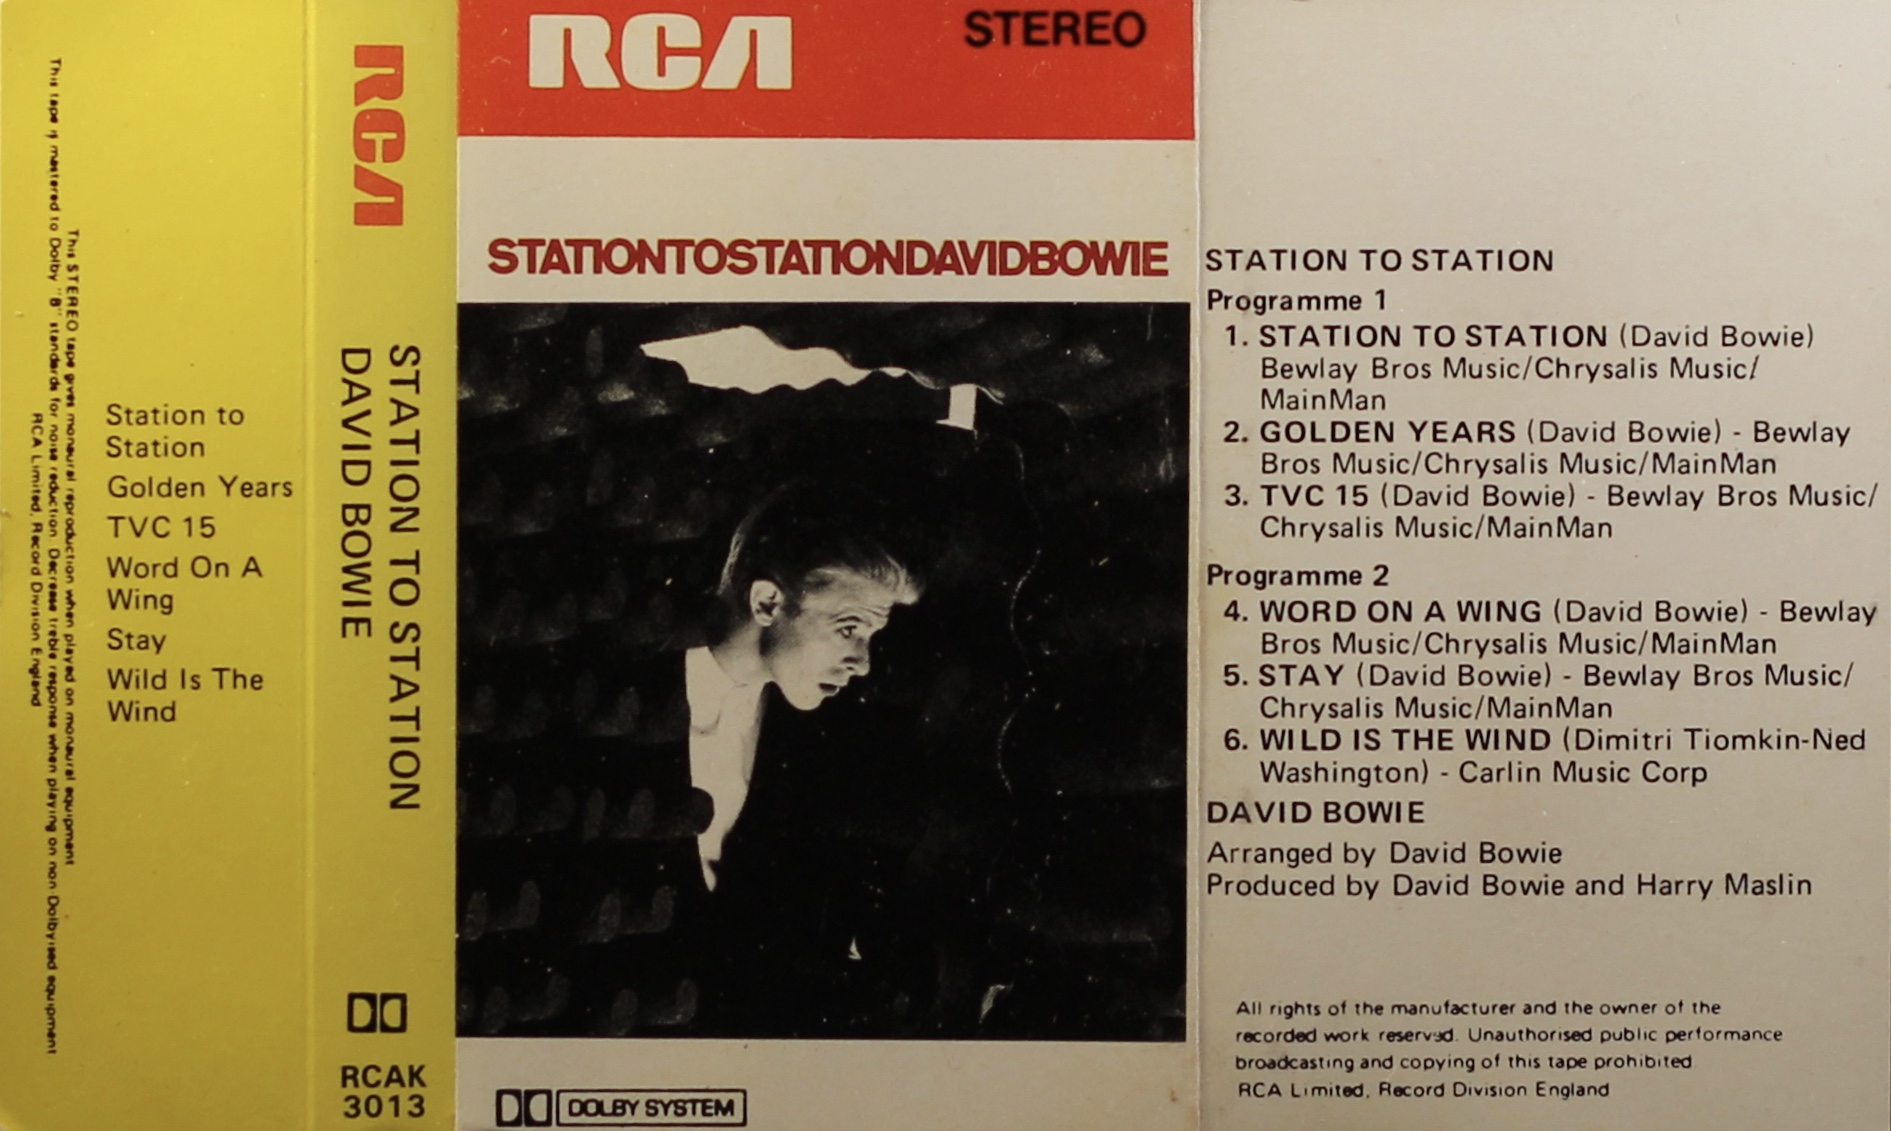 This STEREO tape gives monaural reproduction when played on monaural equipment
This tape is mastered to Dolby "B" standards for noise reduction. Decrease treble response when playing on non Dolbyised equipment
RCA Limited, Record Division England
Station to
Station
Golden Years
TVC 15
Word On A
Wing
Stay
Wild Is The
Wind
RCA
STATION TO STATION
DAVID BOWIE
RCAK
3013
RCA
STEREO
STATIONTOSTATIONDAVIDBOWIE
DOLBY SYSTEM
STATION TO STATION
Programme 1
1. STATION TO STATION (David Bowie)
Bewlay Bros Music/Chrysalis Music/
MainMan
2. GOLDEN YEARS (David Bowie) - Bewlay
Bros Music/Chrysalis Music/MainMan
3. TVC 15 (David Bowie) - Bewlay Bros Music/
Chrysalis Music/MainMan
Programme 2
4. WORD ON A WING (David Bowie) - Bewlay
Bros Music/Chrysalis Music/MainMan
5. STAY (David Bowie) - Bewlay Bros Music/
Chrysalis Music/MainMan
6. WILD IS THE WIND (Dimitri Tiomkin-Ned
Washington) - Carlin Music Corp
DAVID BOWIE
Arranged by David Bowie
Produced by David Bowie and Harry Maslin
All rights of the manufacturer and the owner of the
recorded work reserved. Unauthorised public performance
broadcasting and copying of this tape prohibited
RCA Limited, Record Division England